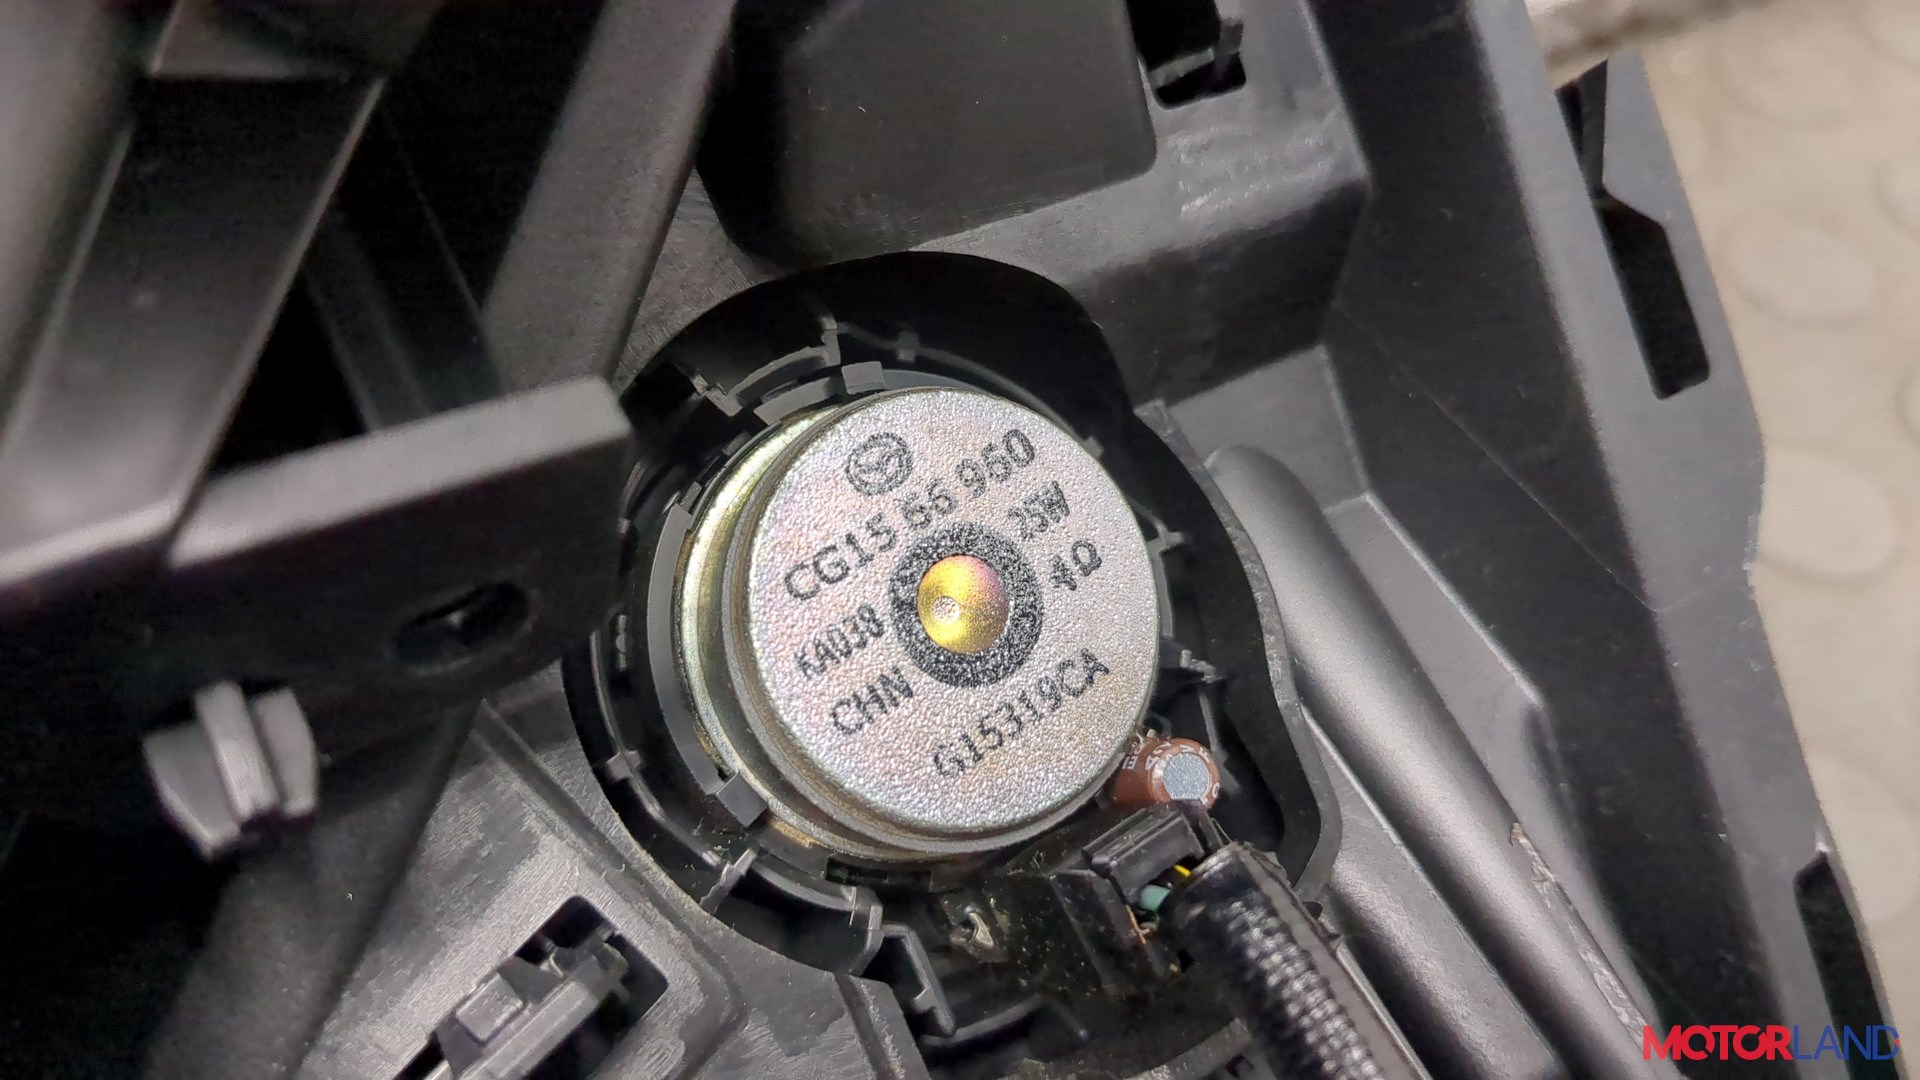 CG15 66 960
25W
4Ω
KA038
CHN
G15319CA
MOTORLAND